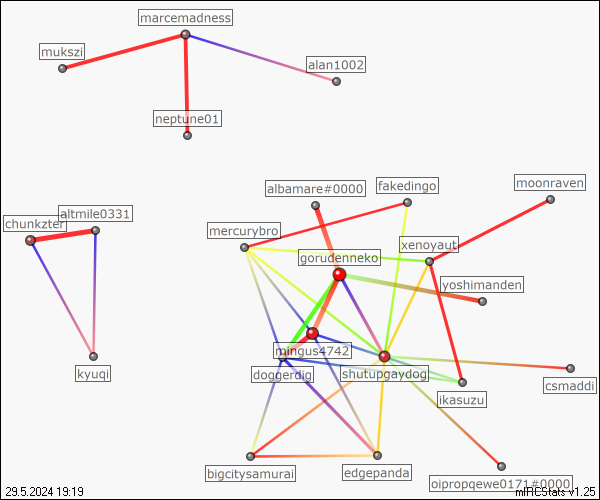 marcemadness
mukszi
alan1002
neptune01
albamare#0000
fakedingo
moonraven
chunkzter
altmile0331
mercurybro
xenoyaut
gorudenneko
yoshimanden
mingus4742
kyuqi
doggerdig
shutupgaydog
csmaddi
ikasuzu
bigcitysamurai
edgepanda
oipropqewe0171#0000
29.5.2024 19:19
mIRCStats v1.25